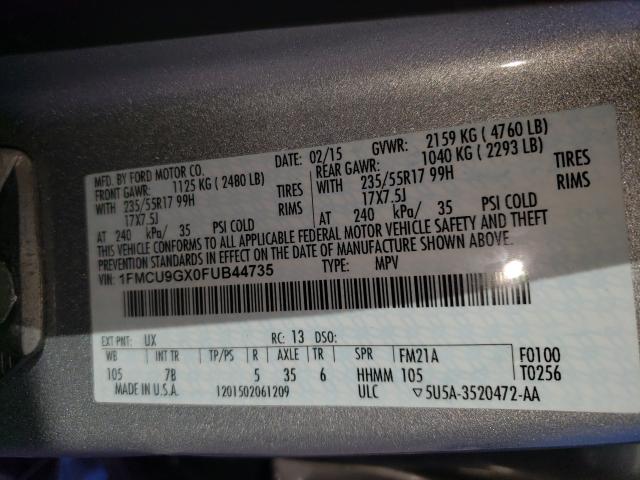 MFD. BY FORD MOTOR CO. DATE: 02/15 GVWR: 2159 KG ( 4760 LB)
FRONT GAWR: 1125 KG ( 2480 LB) REAR GAWR: 1040 KG ( 2293 LB)
WITH 235/55R17 99H TIRES WITH 235/55R17 99H TIRES
17X7.5J RIMS 17X7.5J RIMS
AT 240 kPa/ 35 PSI COLD AT 240 kPa/ 35 PSI COLD
THIS VEHICLE CONFORMS TO ALL APPLICABLE FEDERAL MOTOR VEHICLE SAFETY AND THEFT
PREVENTION STANDARDS IN EFFECT ON THE DATE OF MANUFACTURE SHOWN ABOVE.
VIN: 1FMCU9GX0FUB44735 TYPE: MPV
EXT PNT: UX RC: 13 DSO:
WB INT TR TP/PS R AXLE TR SPR FM21A F0100
105 7B 5 35 6 HHMM 105 T0256
MADE IN U.S.A. 1201502061209 ULC ▽5U5A-3520472-AA